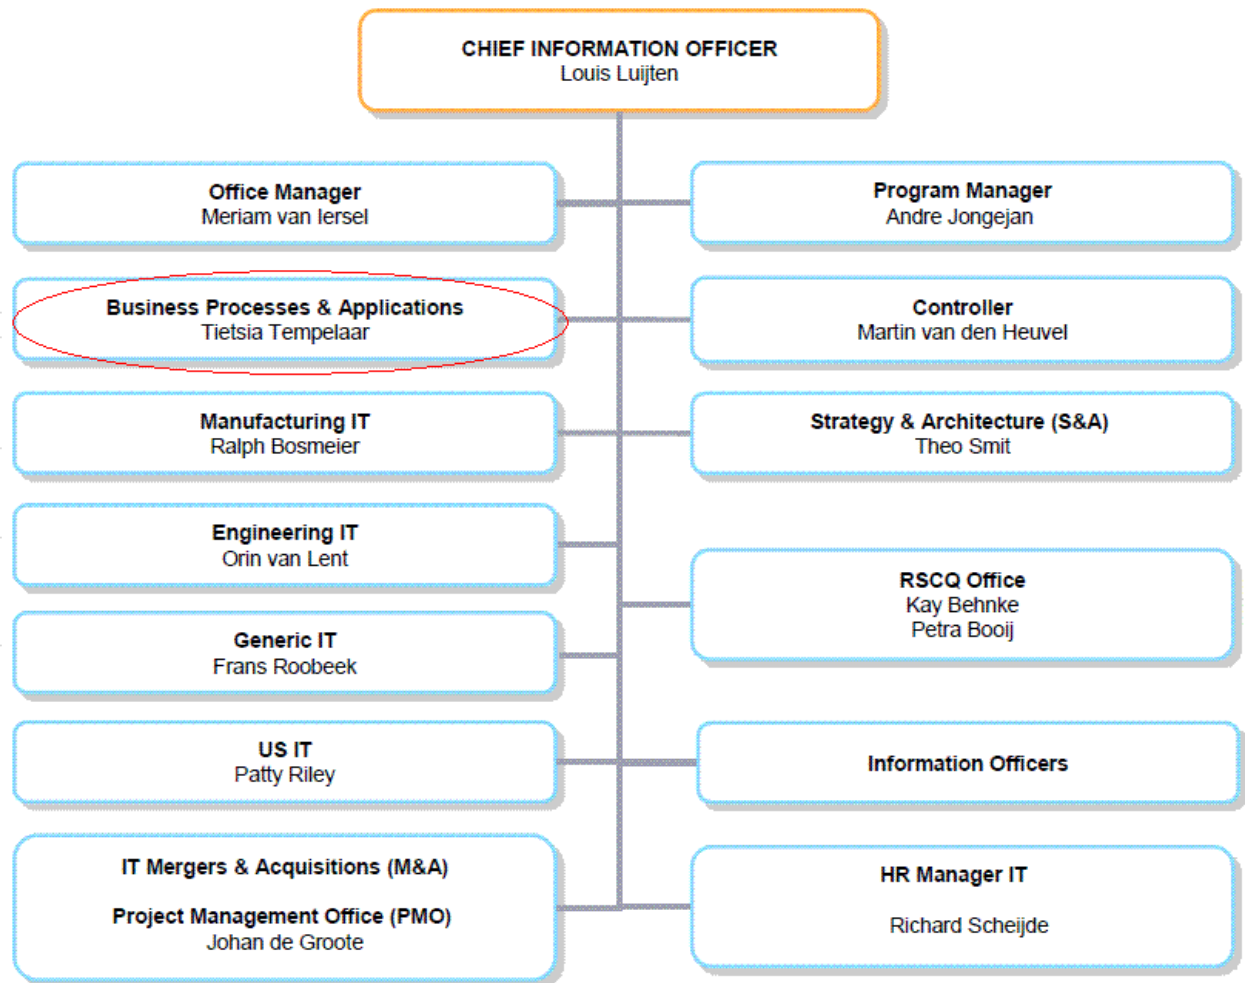 CHIEF INFORMATION OFFICER
Louis Luijten
Office Manager
Meriam van Iersel
Program Manager
Andre Jongejan
Business Processes & Applications
Tietsia Tempelaar
Controller
Martin van den Heuvel
Manufacturing IT
Ralph Bosmeier
Strategy & Architecture (S&A)
Theo Smit
Engineering IT
Orin van Lent
RSCQ Office
Kay Behnke
Petra Booij
Generic IT
Frans Roobeek
US IT
Patty Riley
Information Officers
IT Mergers & Acquisitions (M&A)
Project Management Office (PMO)
Johan de Groote
HR Manager IT
Richard Scheijde